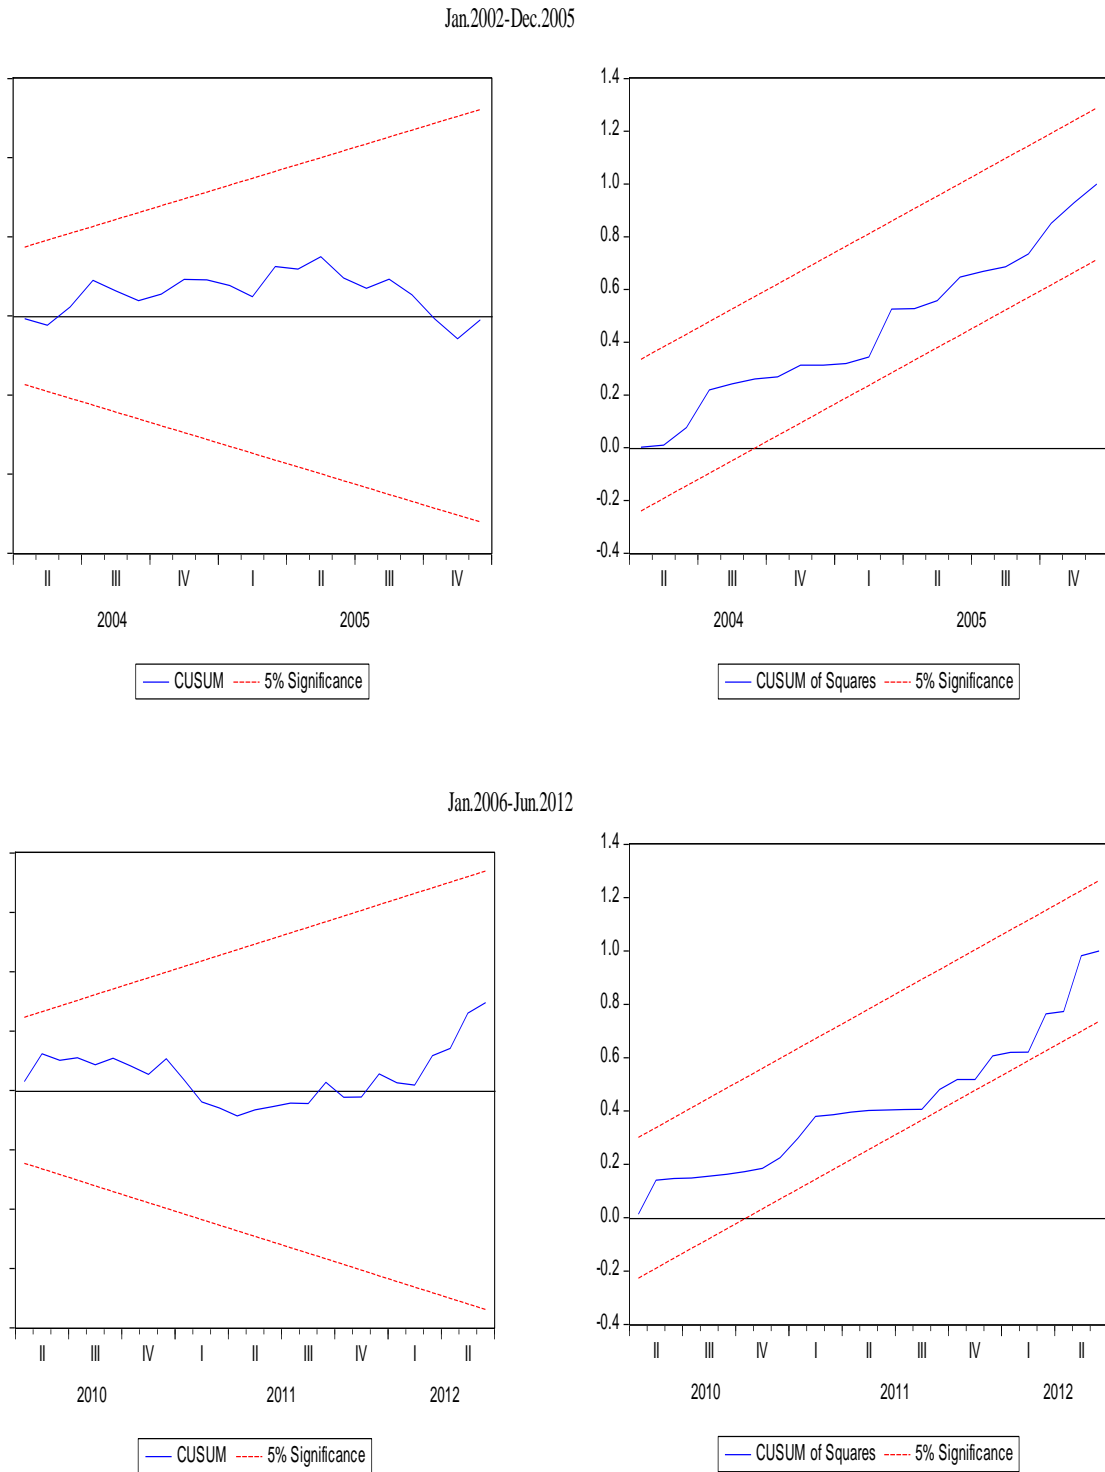 Jan.2002-Dec.2005
II III IV I II III IV
2004 2005
CUSUM 5% Significance
1.4
1.2
1.0
0.8
0.6
0.4
0.2
0.0
-0.2
-0.4
II III IV I II III IV
2004 2005
CUSUM of Squares 5% Significance
Jan.2006-Jun.2012
II III IV I II III IV I II
2010 2011 2012
CUSUM 5% Significance
1.4
1.2
1.0
0.8
0.6
0.4
0.2
0.0
-0.2
-0.4
II III IV I II III IV I II
2010 2011 2012
CUSUM of Squares 5% Significance